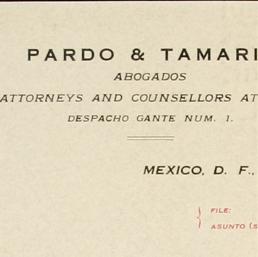 PARDO & TAMARI
ABOGADOS
ATTORNEYS AND COUNSELLORS AT
DESPACHO GANTE NUM. 1.
MEXICO, D. F.,
FILE:
ASUNTO (S